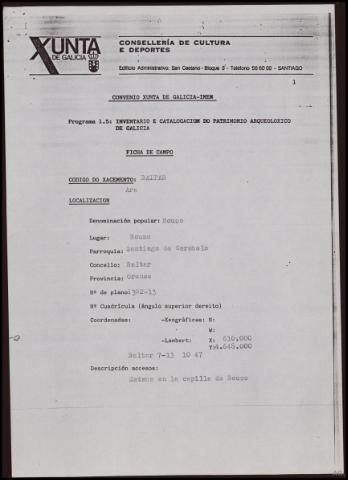 XUNTA
DE GALICIA
CONSELLERÍA DE CULTURA
E DEPORTES
Edificio Administrativo San Caetano - Bloque 3 - Teléfono 56 60 00 - SANTIAGO
1
CONVENIO XUNTA DE GALICIA-INEM
Programa 1.5: INVENTARIO E CATALOGACION DO PATRIMONIO ARQUEOLOXICO
DE GALICIA
FICHA DE CAMPO
CODIGO DO XACEMENTO: BALTAR
Ara
LOCALIZACION
Denominación popular: Bouzo
Lugar: Bouzo
Parroquia: Santiago de
Concello: Baltar
Provincia: Orense
Nº de plano: 302-13
Nº Cuadrícula (ángulo superior dereito)
Coordenadas: -Xeográficas: N:
W:
-Lambert: X: 610.000
Y: 4.648.000
Baltar 7-13 10 47
Descripción accesos:
en la capilla de Bouzo